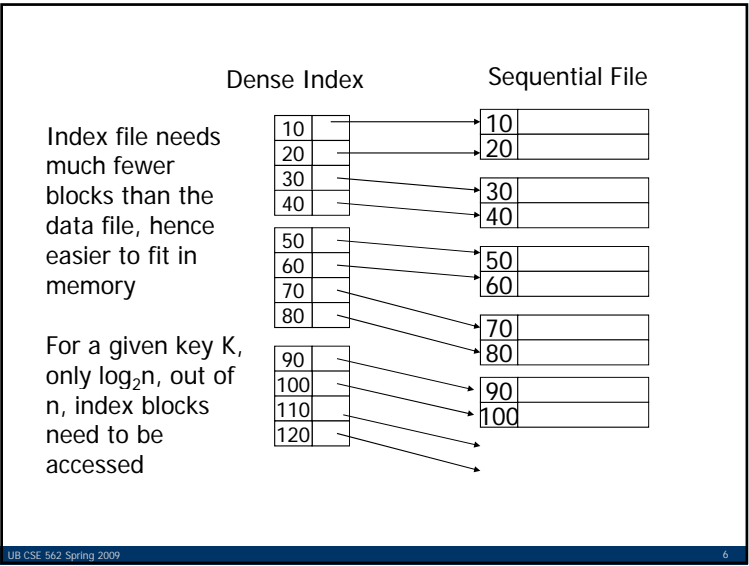 Dense Index
Sequential File
Index file needs
much fewer
blocks than the
data file, hence
easier to fit in
memory
For a given key K,
only log₂n, out of
n, index blocks
need to be
accessed
10
20
30
40
50
60
70
80
90
100
110
120
10
20
30
40
50
60
70
80
90
100
UB CSE 562 Spring 2009
6